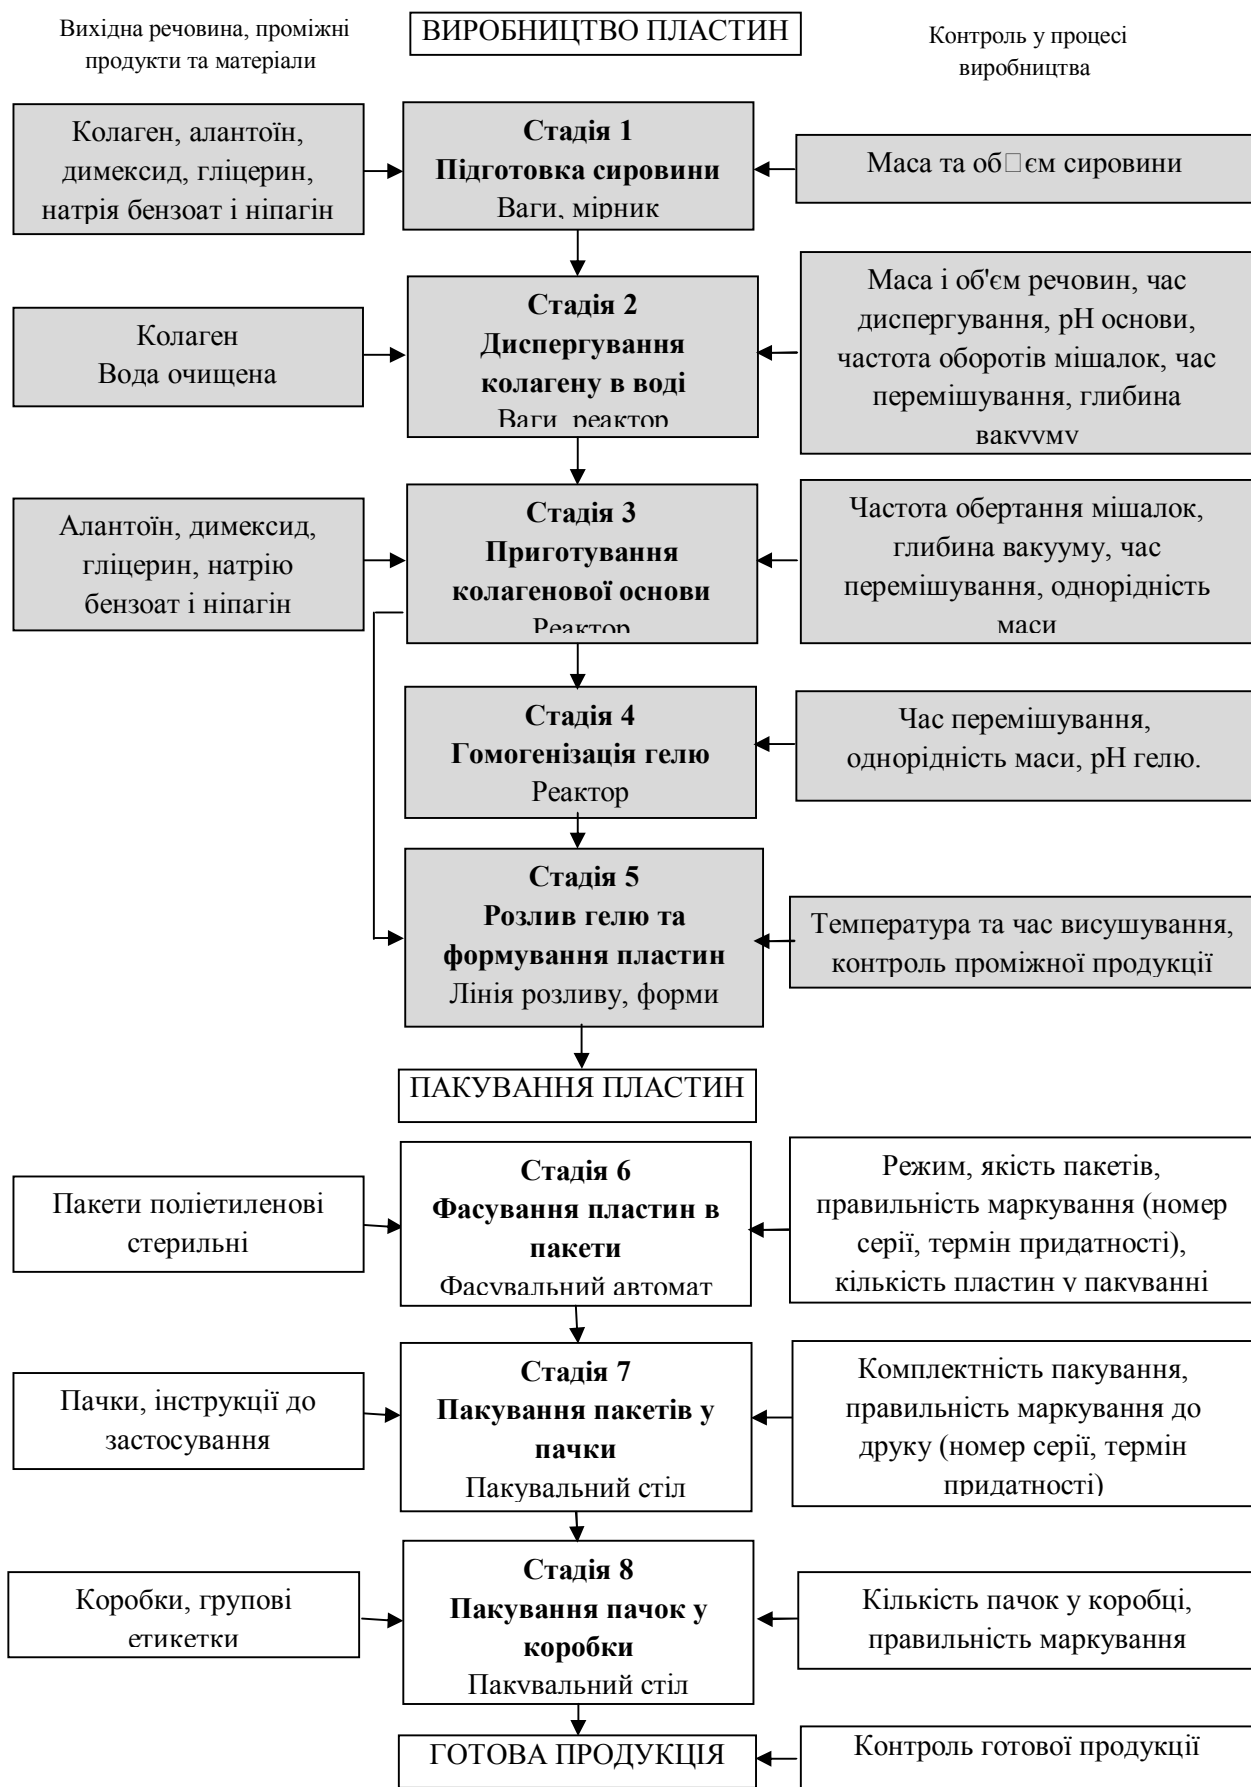 Вихідна речовина, проміжні
продукти та матеріали
ВИРОБНИЦТВО ПЛАСТИН
Контроль у процесі
виробництва
Колаген, алантоїн,
димексид, гліцерин,
натрія бензоат і ніпагін
Стадія 1
Підготовка сировини
Ваги, мірник
Маса та об□єм сировини
Колаген
Вода очищена
Стадія 2
Диспергування
колагену в воді
Ваги, реактор
Маса і об'єм речовин, час
диспергування, рН основи,
частота оборотів мішалок, час
перемішування, глибина
вакууму
Алантоїн, димексид,
гліцерин, натрію
бензоат і ніпагін
Стадія 3
Приготування
колагенової основи
Реактор
Частота обертання мішалок,
глибина вакууму, час
перемішування, однорідність
маси
Стадія 4
Гомогенізація гелю
Реактор
Час перемішування,
однорідність маси, рН гелю.
Стадія 5
Розлив гелю та
формування пластин
Лінія розливу, форми
Температура та час висушування,
контроль проміжної продукції
ПАКУВАННЯ ПЛАСТИН
Пакети поліетиленові
стерильні
Стадія 6
Фасування пластин в
пакети
Фасувальний автомат
Режим, якість пакетів,
правильність маркування (номер
серії, термін придатності),
кількість пластин у пакуванні
Пачки, інструкції до
застосування
Стадія 7
Пакування пакетів у
пачки
Пакувальний стіл
Комплектність пакування,
правильність маркування до
друку (номер серії, термін
придатності)
Коробки, групові
етикетки
Стадія 8
Пакування пачок у
коробки
Пакувальний стіл
Кількість пачок у коробці,
правильність маркування
ГОТОВА ПРОДУКЦІЯ
Контроль готової продукції